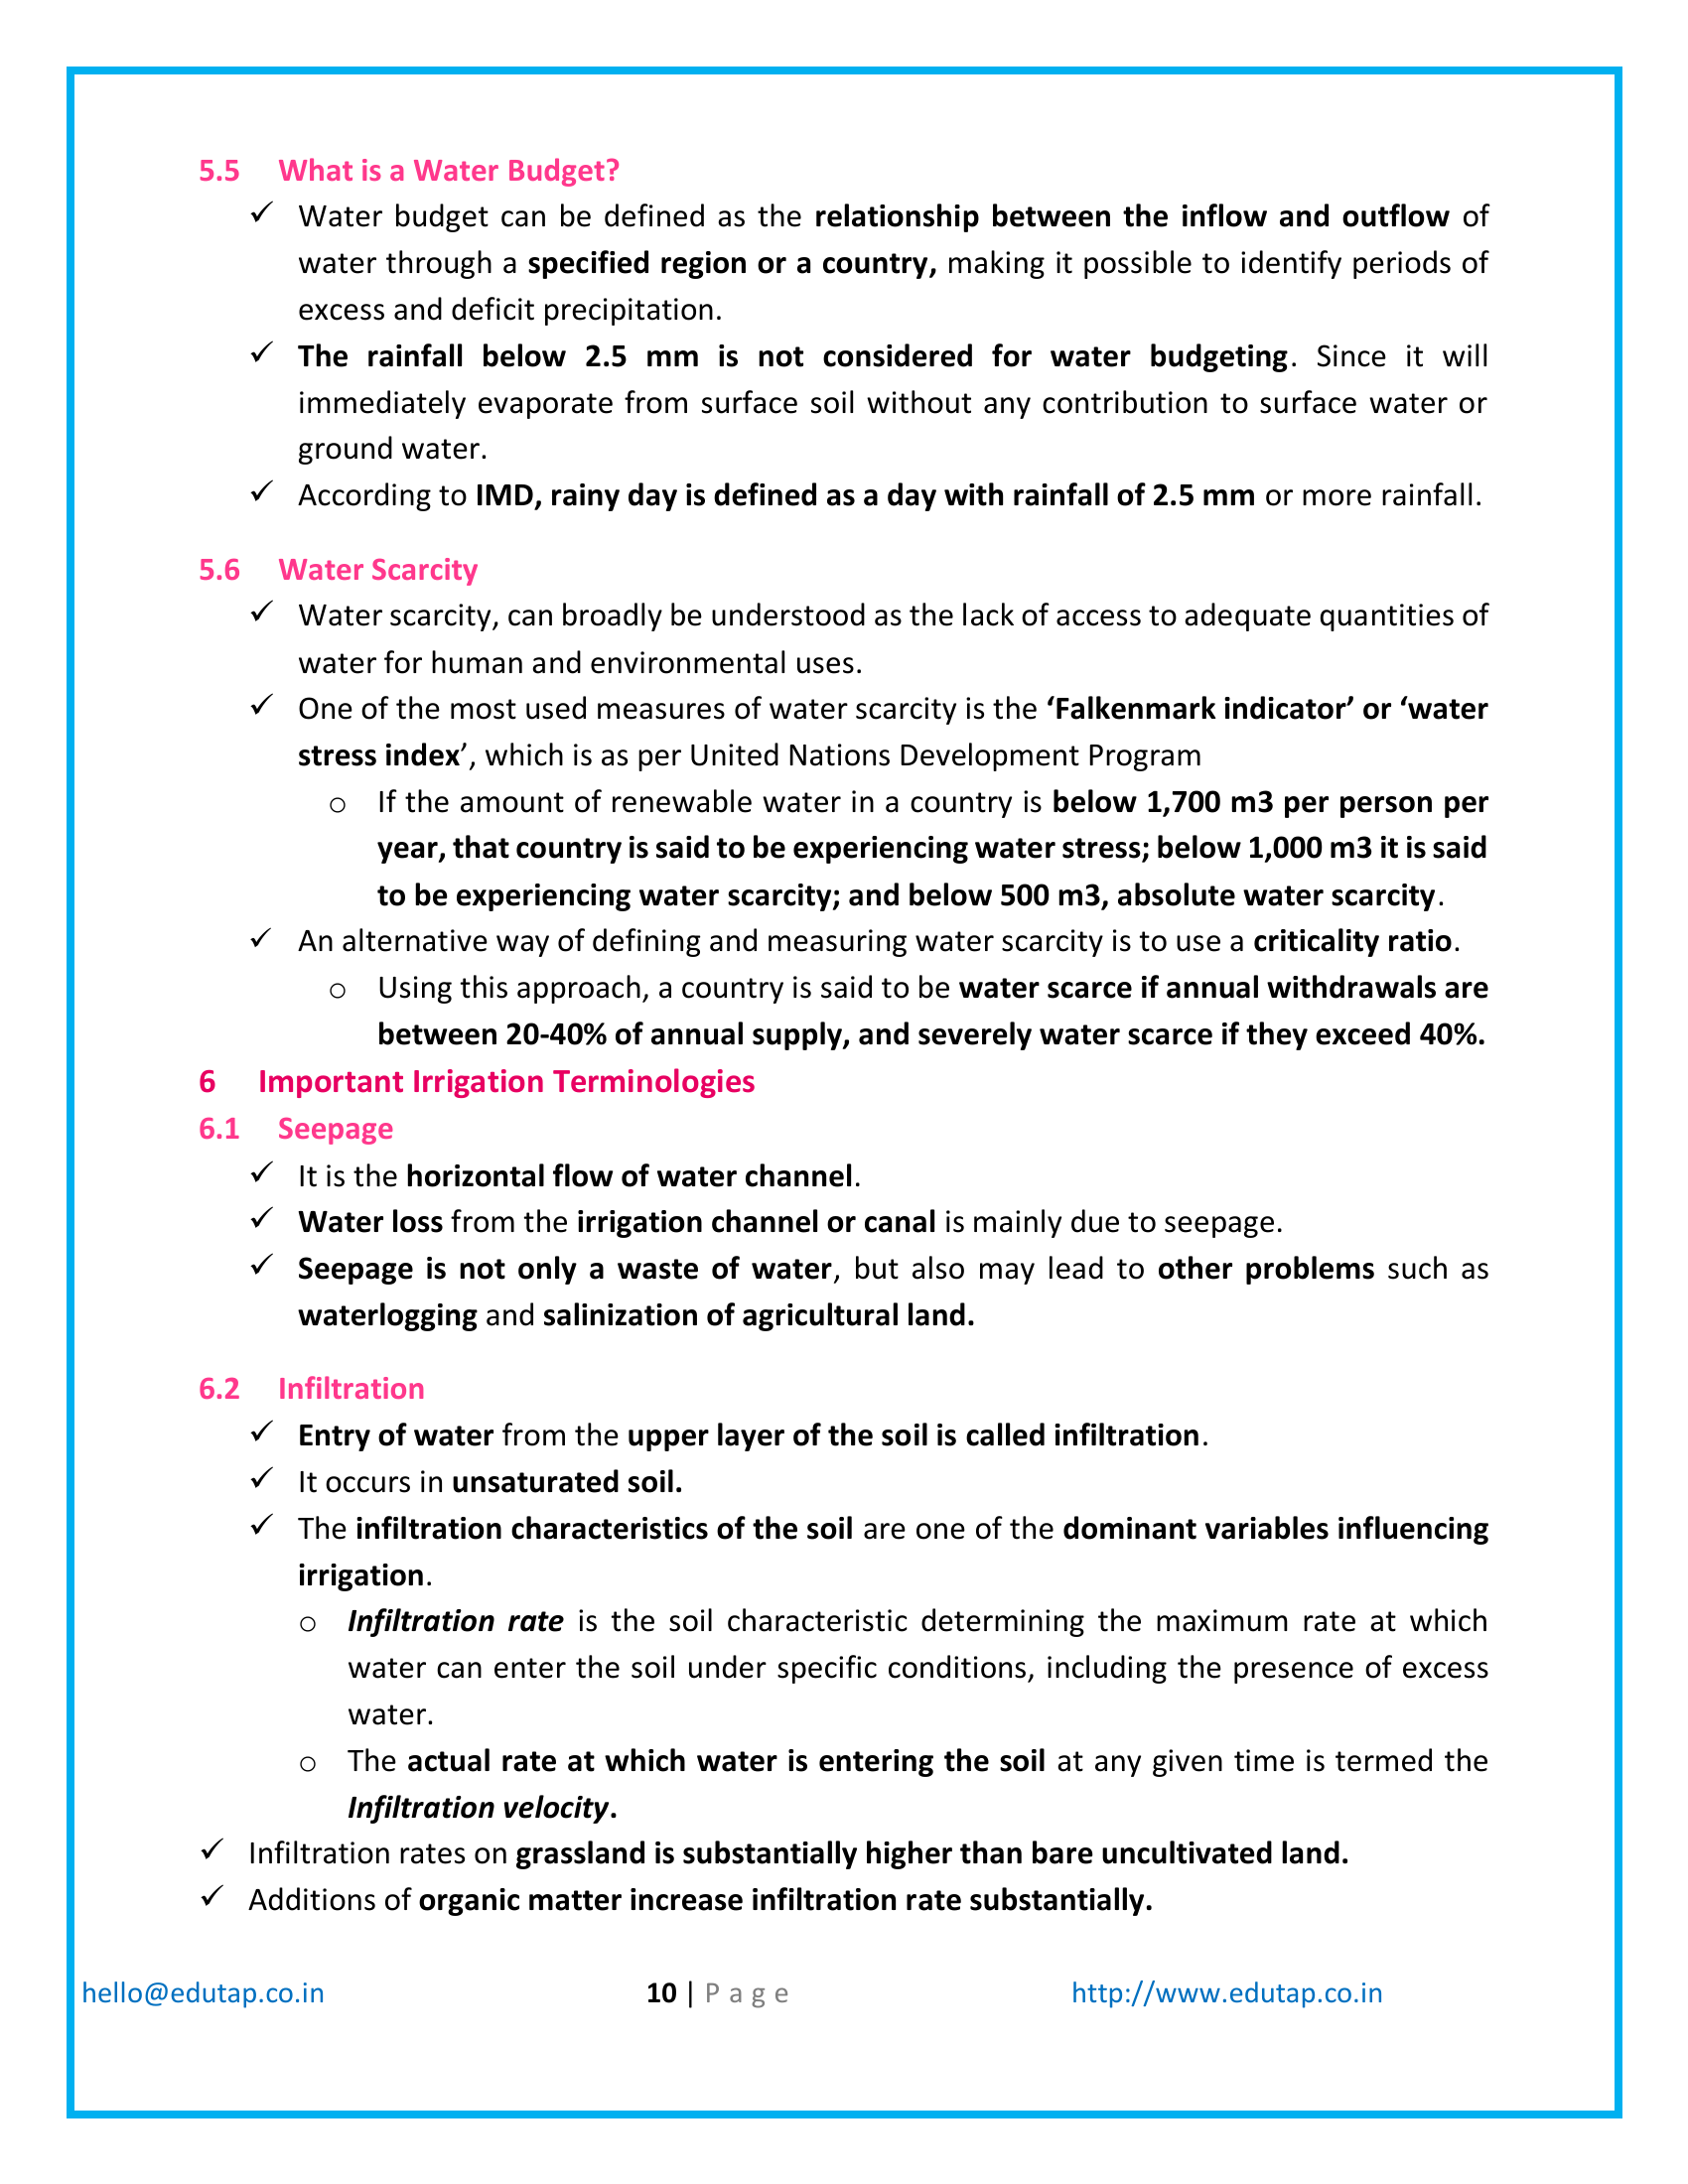 5.5 What is a Water Budget?
✓ Water budget can be defined as the relationship between the inflow and outflow of
water through a specified region or a country, making it possible to identify periods of
excess and deficit precipitation.
✓ The rainfall below 2.5 mm is not considered for water budgeting. Since it will
immediately evaporate from surface soil without any contribution to surface water or
ground water.
✓ According to IMD, rainy day is defined as a day with rainfall of 2.5 mm or more rainfall.
5.6 Water Scarcity
✓ Water scarcity, can broadly be understood as the lack of access to adequate quantities of
water for human and environmental uses.
✓ One of the most used measures of water scarcity is the ‘Falkenmark indicator’ or ‘water
stress index’, which is as per United Nations Development Program
o If the amount of renewable water in a country is below 1,700 m3 per person per
year, that country is said to be experiencing water stress; below 1,000 m3 it is said
to be experiencing water scarcity; and below 500 m3, absolute water scarcity.
✓ An alternative way of defining and measuring water scarcity is to use a criticality ratio.
o Using this approach, a country is said to be water scarce if annual withdrawals are
between 20-40% of annual supply, and severely water scarce if they exceed 40%.
6 Important Irrigation Terminologies
6.1 Seepage
✓ It is the horizontal flow of water channel.
✓ Water loss from the irrigation channel or canal is mainly due to seepage.
✓ Seepage is not only a waste of water, but also may lead to other problems such as
waterlogging and salinization of agricultural land.
6.2 Infiltration
✓ Entry of water from the upper layer of the soil is called infiltration.
✓ It occurs in unsaturated soil.
✓ The infiltration characteristics of the soil are one of the dominant variables influencing
irrigation.
o Infiltration rate is the soil characteristic determining the maximum rate at which
water can enter the soil under specific conditions, including the presence of excess
water.
o The actual rate at which water is entering the soil at any given time is termed the
Infiltration velocity.
✓ Infiltration rates on grassland is substantially higher than bare uncultivated land.
✓ Additions of organic matter increase infiltration rate substantially.
hello@edutap.co.in 10 | Page http://www.edutap.co.in